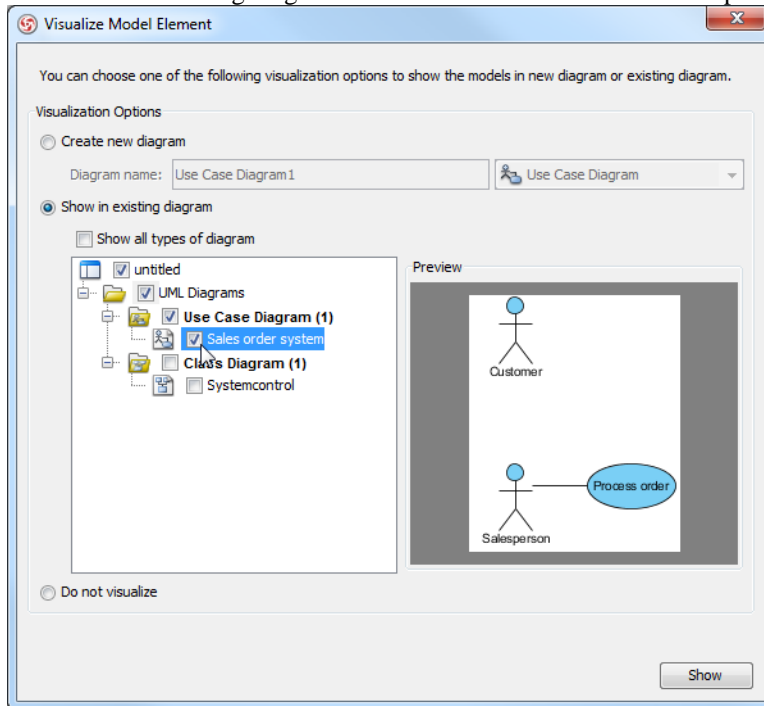 Visualize Model Element
You can choose one of the following visualization options to show the models in new diagram or existing diagram.
Visualization Options
Create new diagram
Diagram name: Use Case Diagram1 Use Case Diagram
Show in existing diagram
Show all types of diagram
untitled
UML Diagrams
Use Case Diagram (1)
Sales order system
Class Diagram (1)
Systemcontrol
Preview
Customer
Process order
Salesperson
Do not visualize
Show